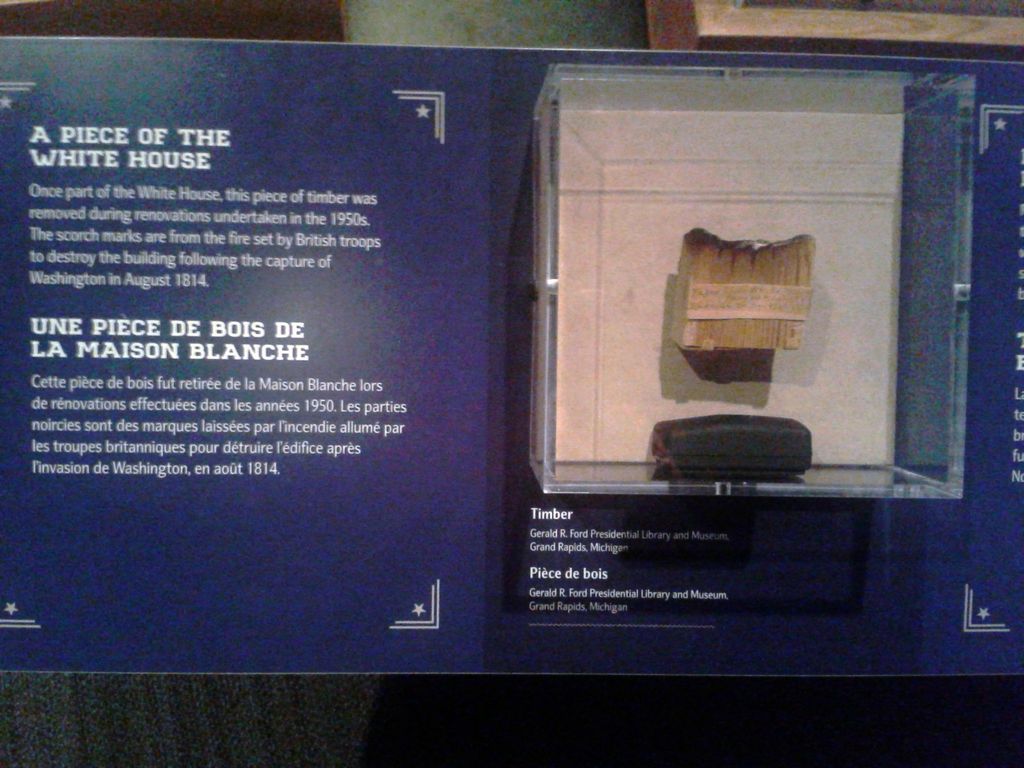 A PIECE OF THE
WHITE HOUSE
Once part of the White House, this piece of timber was
removed during renovations undertaken in the 1950s.
The scorch marks are from the fire set by British troops
to destroy the building following the capture of
Washington in August 1814.
UNE PIÈCE DE BOIS DE
LA MAISON BLANCHE
Cette pièce de bois fut retirée de la Maison Blanche lors
de rénovations effectuées dans les années 1950. Les parties
noircies sont des marques laissées par l'incendie allumé par
les troupes britanniques pour détruire l'édifice après
l'invasion de Washington, en août 1814.
Timber
Gerald R. Ford Presidential Library and Museum,
Grand Rapids, Michigan
Pièce de bois
Gerald R. Ford Presidential Library and Museum,
Grand Rapids, Michigan